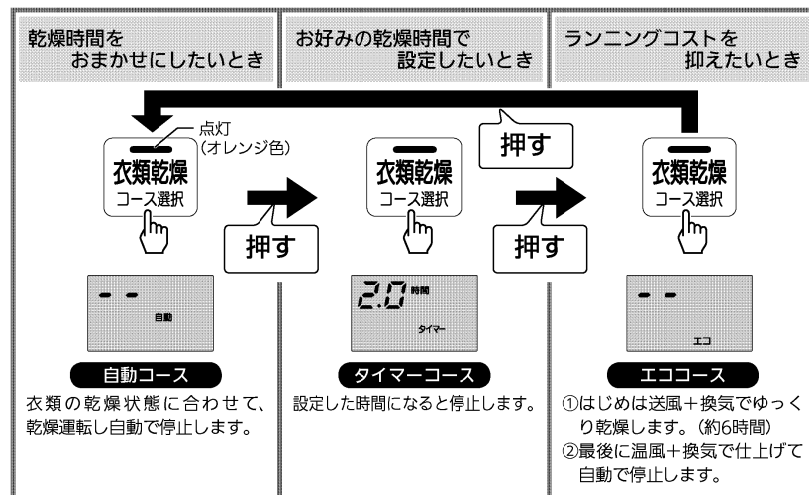 乾燥時間を
おまかせにしたいとき
お好みの乾燥時間で
設定したいとき
ランニングコストを
抑えたいとき
点灯
(オレンジ色)
衣類乾燥
コース選択
押す
衣類乾燥
コース選択
押す
押す
衣類乾燥
コース選択
- -
自動
2.0 時間
タイマー
- -
エコ
自動コース
衣類の乾燥状態に合わせて、
乾燥運転し自動で停止します。
タイマーコース
設定した時間になると停止します。
エココース
①はじめは送風+換気でゆっく
り乾燥します。(約6時間)
②最後に温風+換気で仕上げて
自動で停止します。